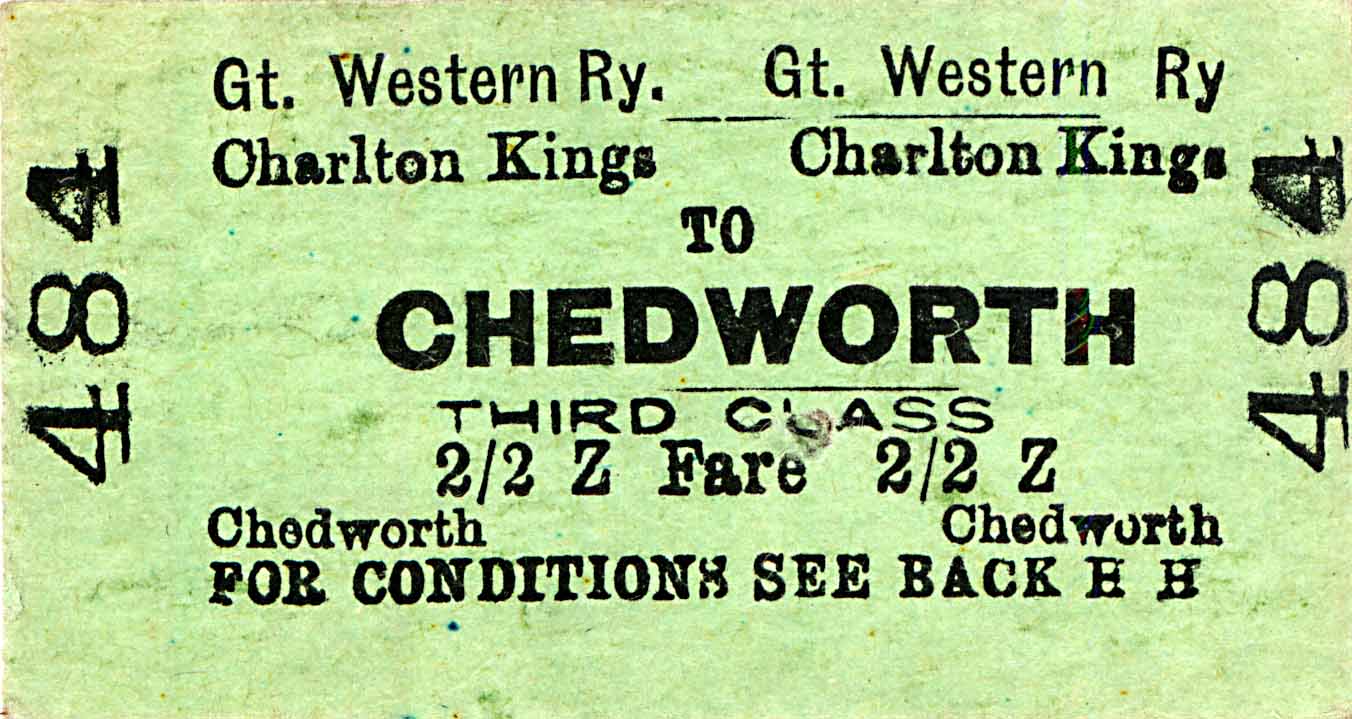 Gt. Western Ry. Gt. Western Ry
Charlton Kings Charlton Kings
TO
CHEDWORTH
THIRD CLASS
2/2 Z Fare 2/2 Z
Chedworth Chedworth
FOR CONDITIONS SEE BACK H H
484
484